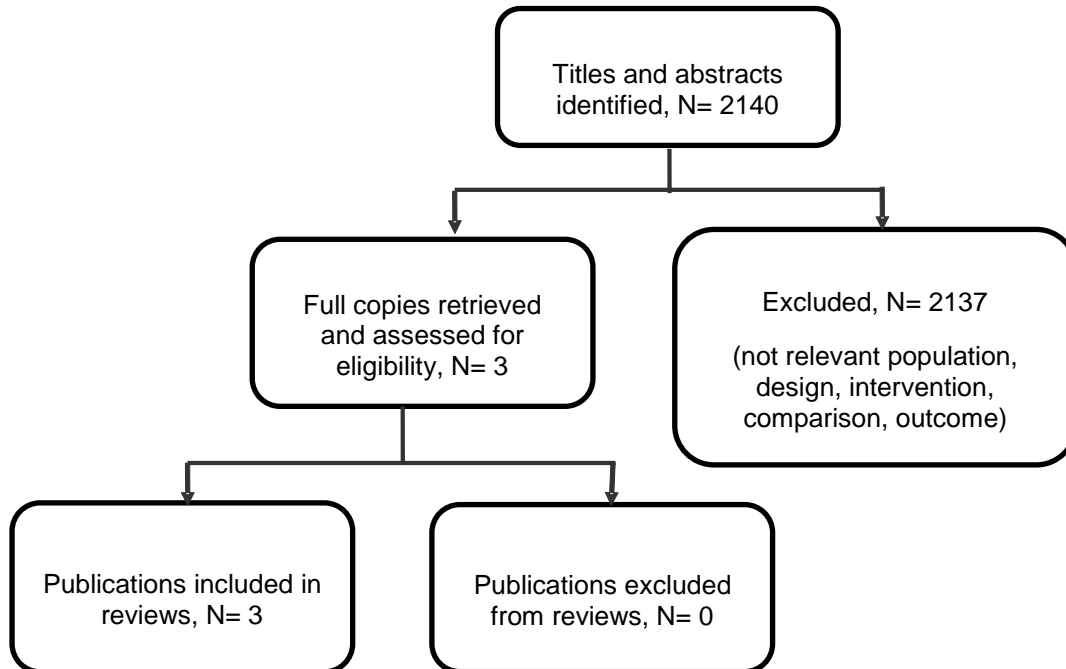 Titles and abstracts
identified, N= 2140
Full copies retrieved
and assessed for
eligibility, N= 3
Excluded, N= 2137
(not relevant population,
design, intervention,
comparison, outcome)
Publications included in
reviews, N= 3
Publications excluded
from reviews, N= 0